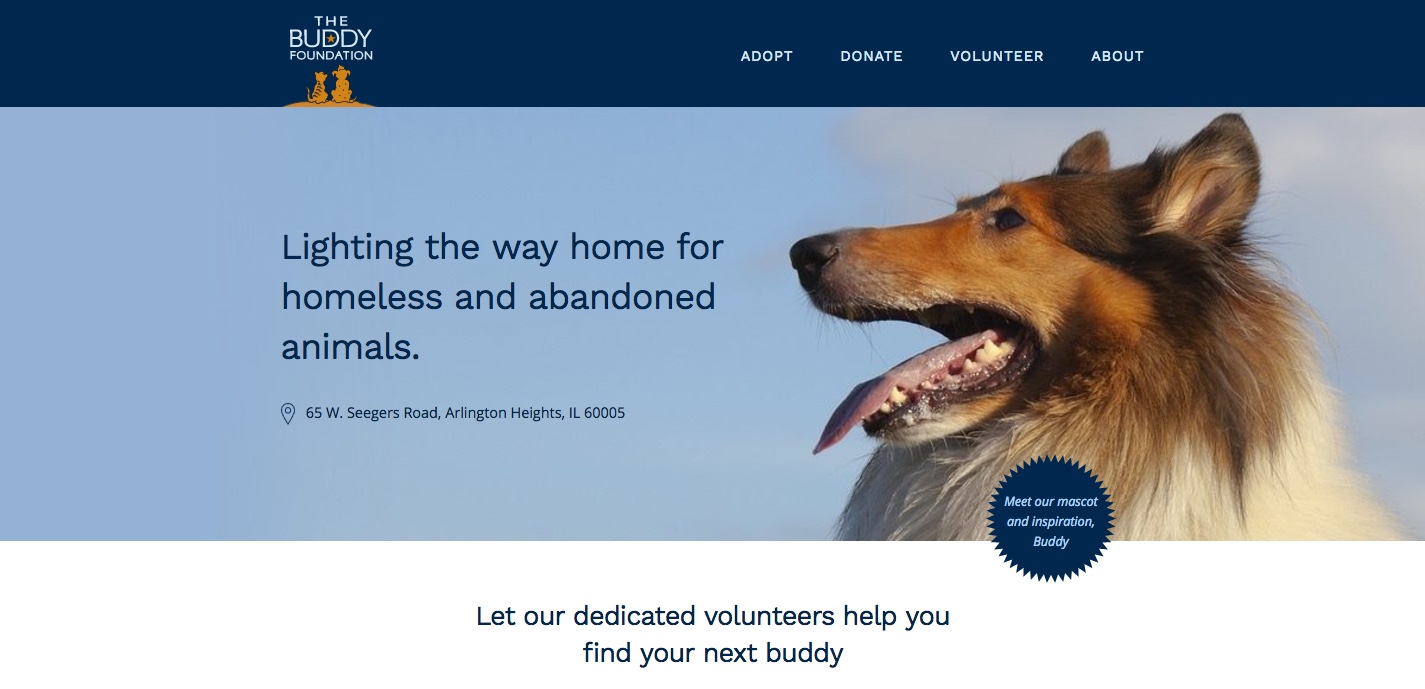 THE
BUDDY
FOUNDATION
ADOPT DONATE VOLUNTEER ABOUT
Lighting the way home for
homeless and abandoned
animals.
65 W. Seegers Road, Arlington Heights, IL 60005
Meet our mascot
and inspiration,
Buddy
Let our dedicated volunteers help you
find your next buddy